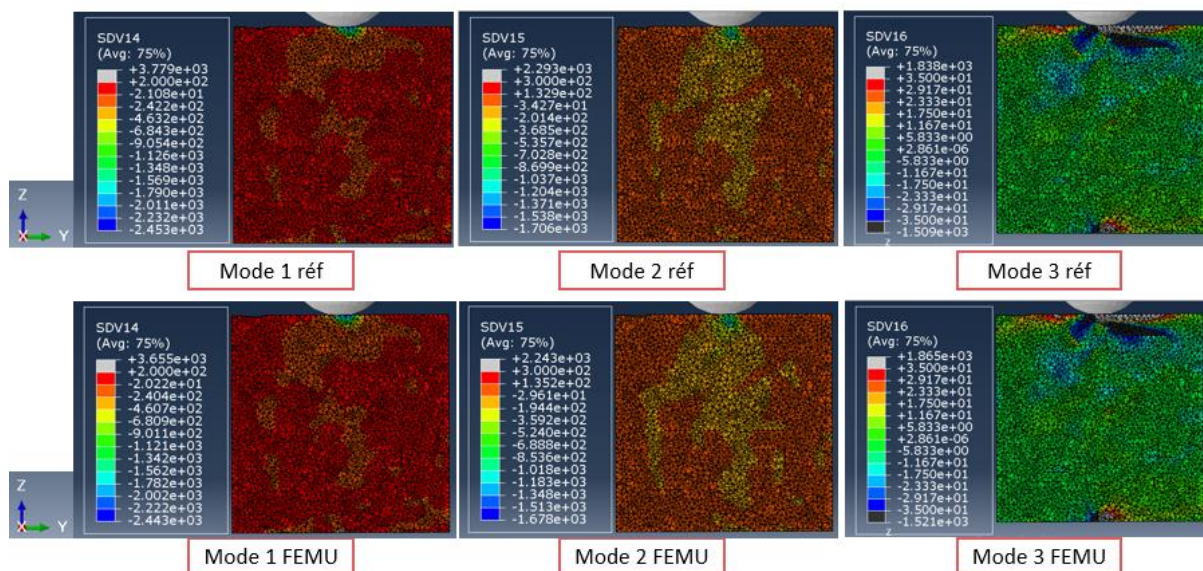 SDV14
(Avg: 75%)
+3.779e+03
+2.000e+02
-2.108e+01
-2.422e+02
-4.632e+02
-6.843e+02
-9.054e+02
-1.126e+03
-1.348e+03
-1.569e+03
-1.790e+03
-2.011e+03
-2.232e+03
-2.453e+03
Z
Y
SDV15
(Avg: 75%)
+2.293e+03
+3.000e+02
+1.329e+02
-3.427e+01
-2.014e+02
-3.685e+02
-5.357e+02
-7.028e+02
-8.699e+02
-1.037e+03
-1.204e+03
-1.371e+03
-1.538e+03
-1.706e+03
SDV16
(Avg: 75%)
+1.838e+03
+3.500e+01
+2.917e+01
+2.333e+01
+1.750e+01
+1.167e+01
+5.833e+00
+2.861e-06
-5.833e+00
-1.167e+01
-1.750e+01
-2.333e+01
-2.917e+01
-3.500e+01
-1.509e+03
z
Mode 1 réf
Mode 2 réf
Mode 3 réf
SDV14
(Avg: 75%)
+3.655e+03
+2.000e+02
-2.022e+01
-2.404e+02
-4.607e+02
-6.809e+02
-9.011e+02
-1.121e+03
-1.342e+03
-1.562e+03
-1.782e+03
-2.002e+03
-2.222e+03
-2.443e+03
Z
Y
SDV15
(Avg: 75%)
+2.243e+03
+3.000e+02
+1.352e+02
-2.961e+01
-1.944e+02
-3.592e+02
-5.240e+02
-6.888e+02
-8.536e+02
-1.018e+03
-1.183e+03
-1.348e+03
-1.513e+03
-1.678e+03
SDV16
(Avg: 75%)
+1.865e+03
+3.500e+01
+2.917e+01
+2.333e+01
+1.750e+01
+1.167e+01
+5.833e+00
+2.861e-06
-5.833e+00
-1.167e+01
-1.750e+01
-2.333e+01
-2.917e+01
-3.500e+01
-1.521e+03
z
Mode 1 FEMU
Mode 2 FEMU
Mode 3 FEMU